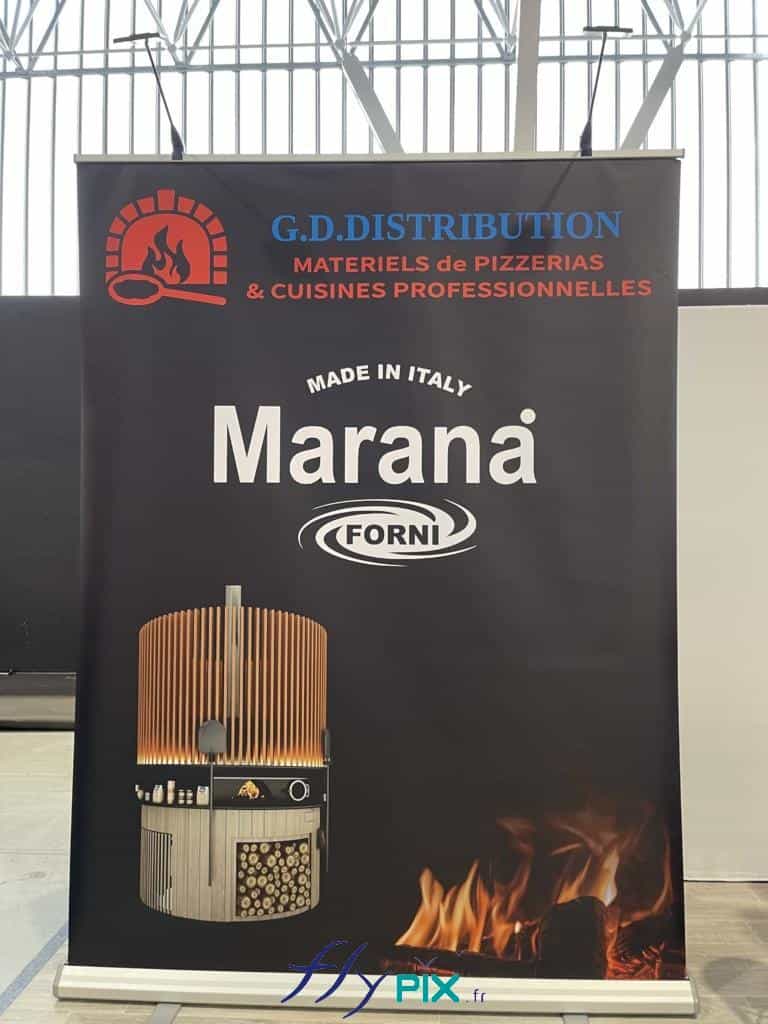 G.D.DISTRIBUTION
MATERIELS de PIZZERIAS
& CUISINES PROFESSIONNELLES
MADE IN ITALY
Maranà
FORNI
flypix.fr